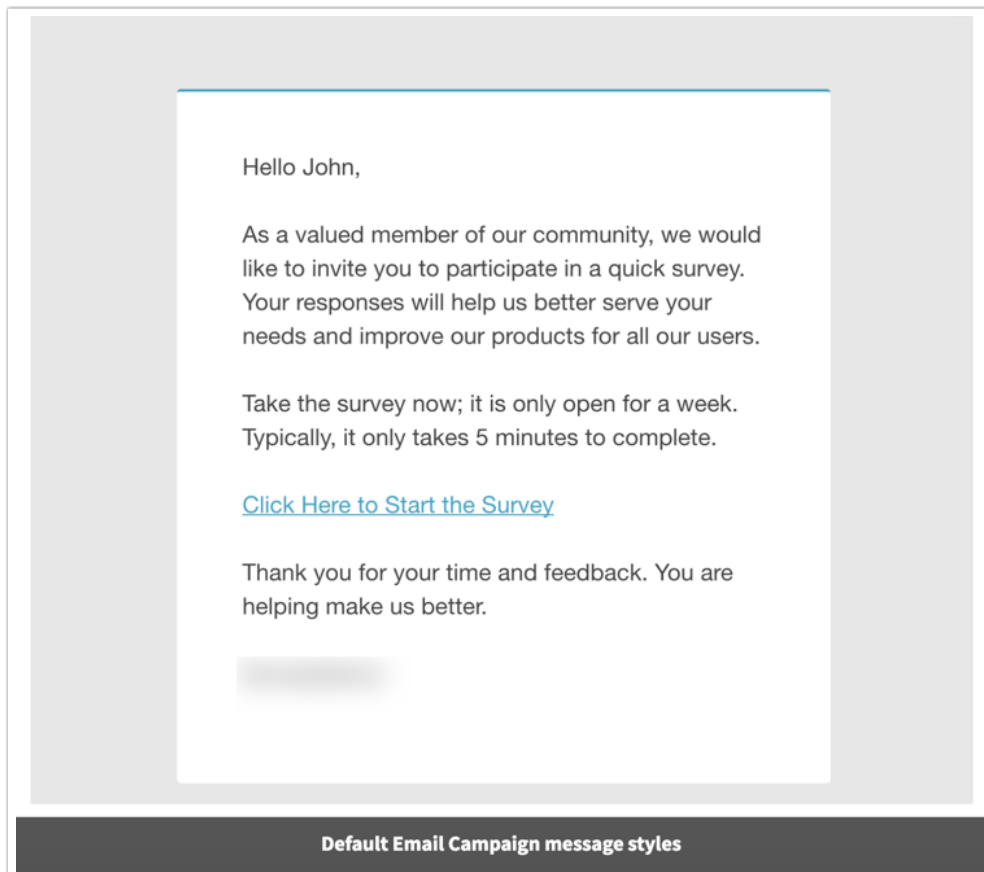 Hello John,
As a valued member of our community, we would
like to invite you to participate in a quick survey.
Your responses will help us better serve your
needs and improve our products for all our users.
Take the survey now; it is only open for a week.
Typically, it only takes 5 minutes to complete.
Click Here to Start the Survey
Thank you for your time and feedback. You are
helping make us better.
Default Email Campaign message styles